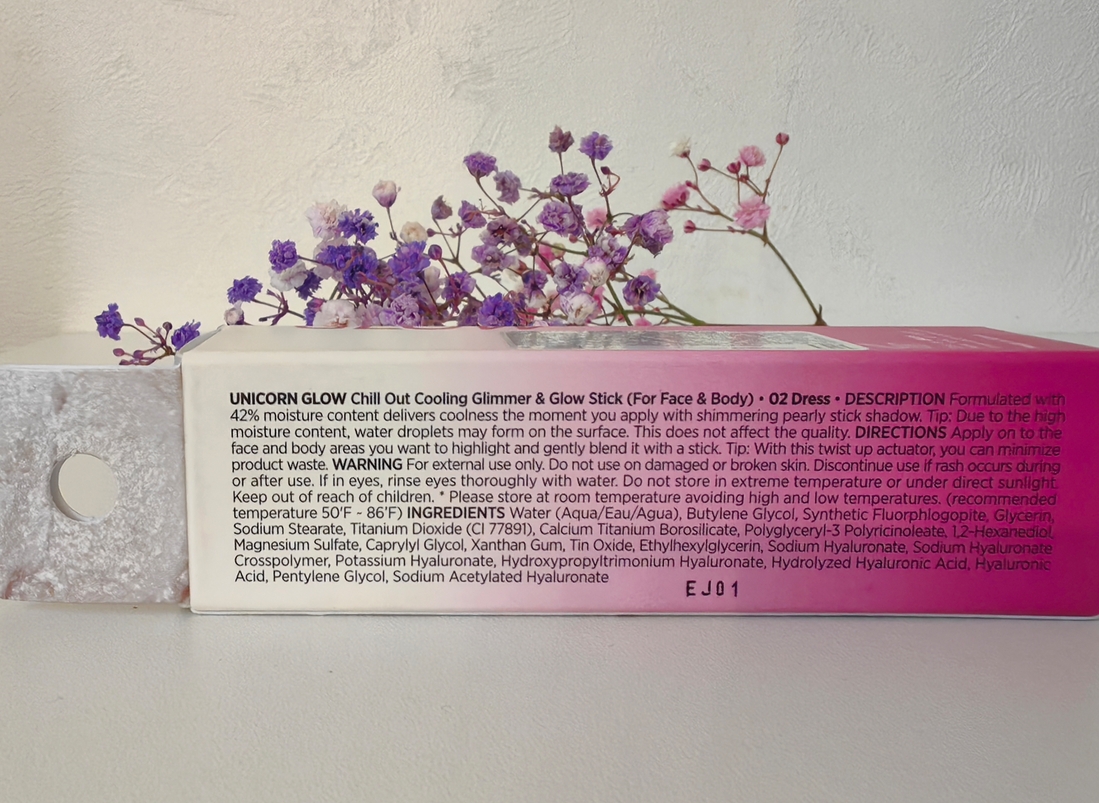 UNICORN GLOW Chill Out Cooling Glimmer & Glow Stick (For Face & Body) • 02 Dress • DESCRIPTION Formulated with
42% moisture content delivers coolness the moment you apply with shimmering pearly stick shadow. Tip: Due to the high
moisture content, water droplets may form on the surface. This does not affect the quality. DIRECTIONS Apply on to the
face and body areas you want to highlight and gently blend it with a stick. Tip: With this twist up actuator, you can minimize
product waste. WARNING For external use only. Do not use on damaged or broken skin. Discontinue use if rash occurs during
or after use. If in eyes, rinse eyes thoroughly with water. Do not store in extreme temperature or under direct sunlight.
Keep out of reach of children. * Please store at room temperature avoiding high and low temperatures. (recommended
temperature 50'F ~ 86'F) INGREDIENTS Water (Aqua/Eau/Agua), Butylene Glycol, Synthetic Fluorphlogopite, Glycerin,
Sodium Stearate, Titanium Dioxide (CI 77891), Calcium Titanium Borosilicate, Polyglyceryl-3 Polyricinoleate, 1,2-Hexanediol,
Magnesium Sulfate, Caprylyl Glycol, Xanthan Gum, Tin Oxide, Ethylhexylglycerin, Sodium Hyaluronate, Sodium Hyaluronate
Crosspolymer, Potassium Hyaluronate, Hydroxypropyltrimonium Hyaluronate, Hydrolyzed Hyaluronic Acid, Hyaluronic
Acid, Pentylene Glycol, Sodium Acetylated Hyaluronate
EJ01